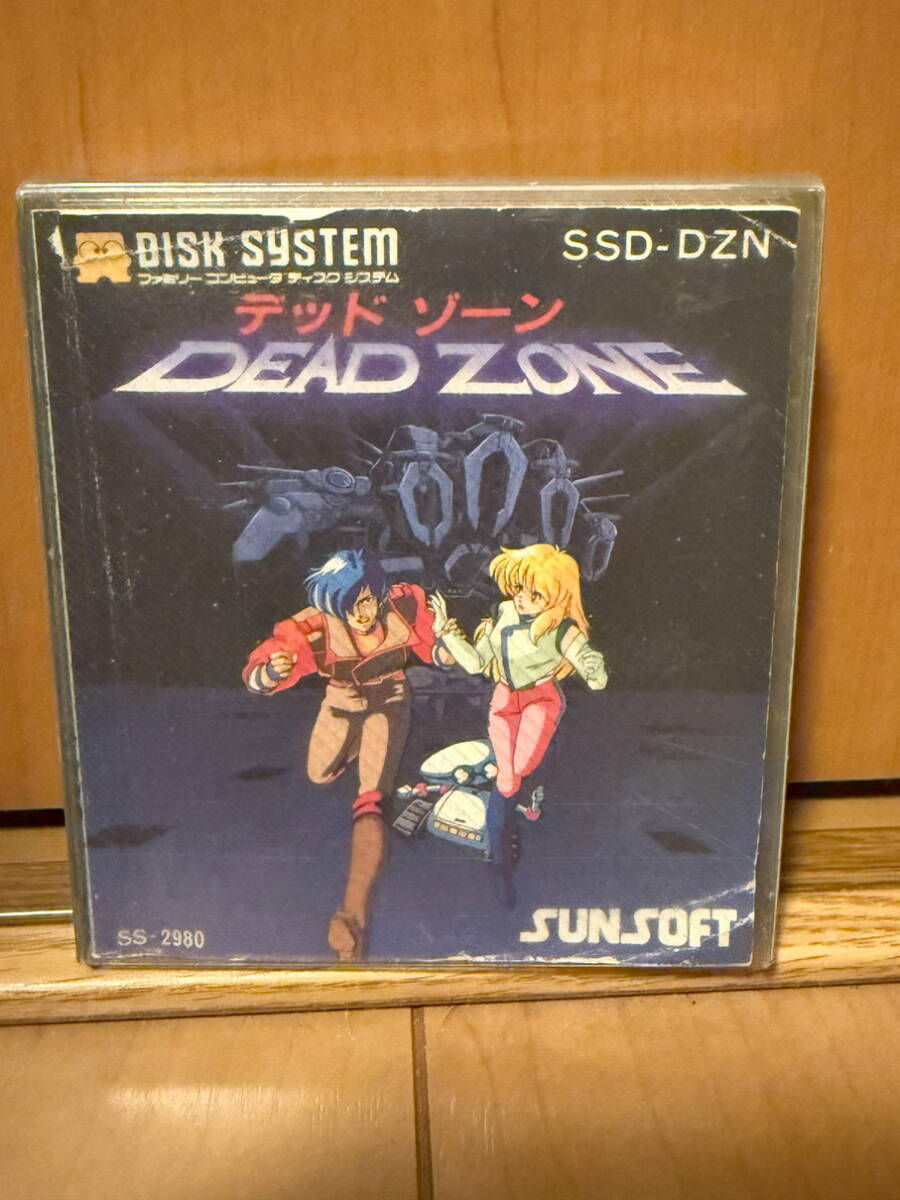 DISK SYSTEM
SSD-DZN
ファミリー コンピュータ ディスク システム
デッド ゾーン
DEAD ZONE
SS-2980
SUNSOFT